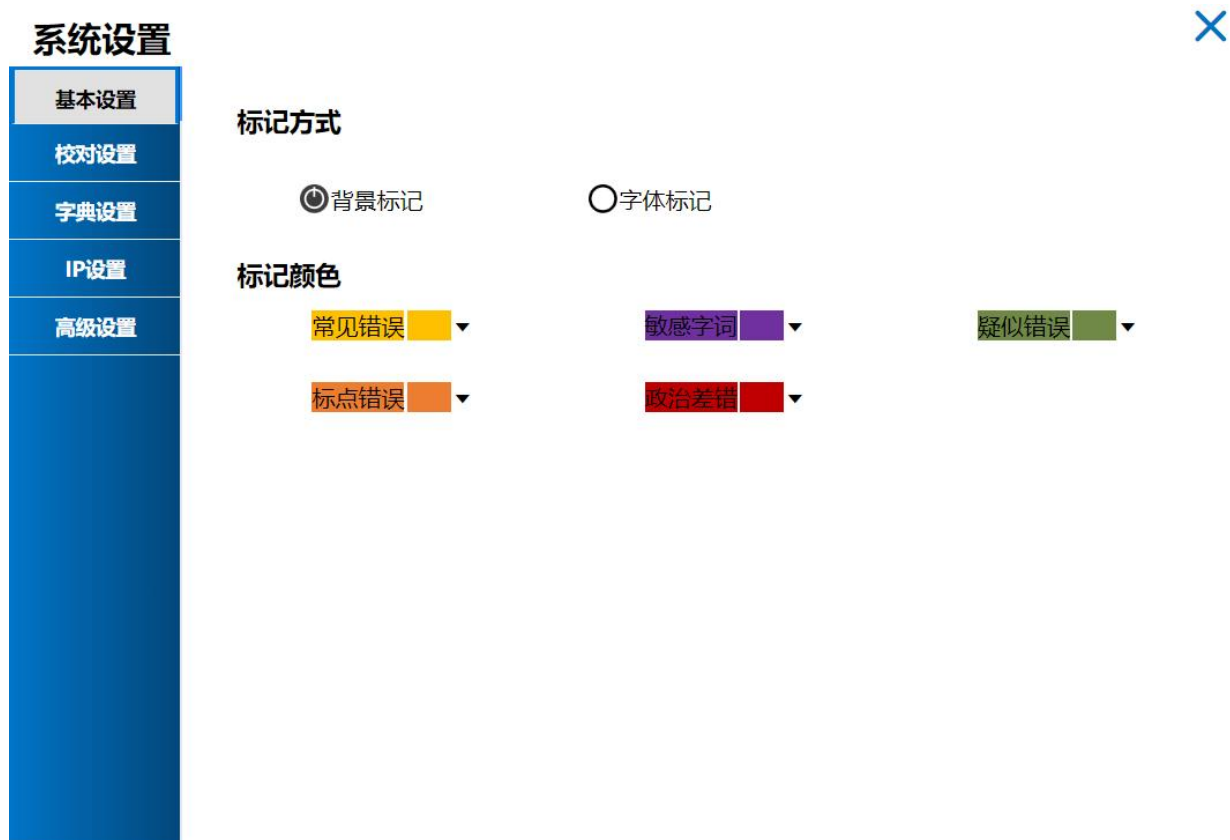 系统设置
基本设置
校对设置
字典设置
IP设置
高级设置
标记方式
背景标记 字体标记
标记颜色
常见错误 敏感字词 疑似错误
标点错误 政治差错